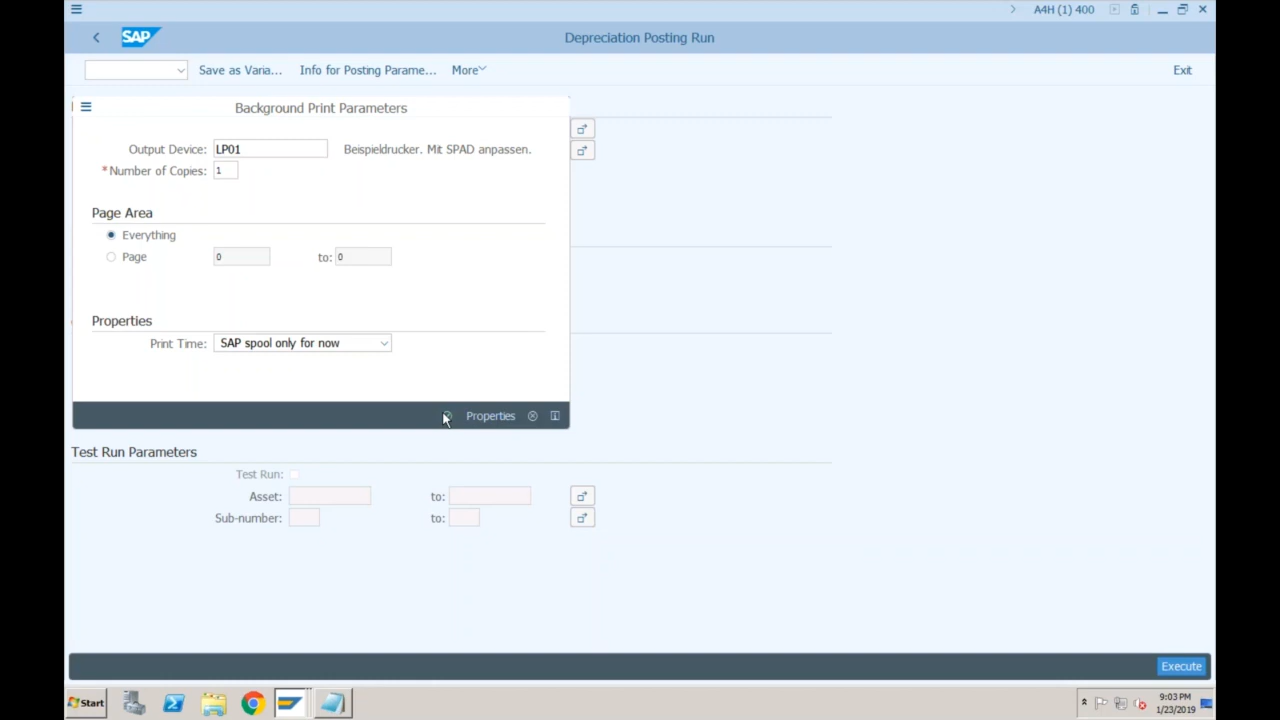 A4H (1) 400
SAP
Depreciation Posting Run
Save as Varia... Info for Posting Parame... More Exit
Background Print Parameters
Output Device: LP01 Beispieldrucker. Mit SPAD anpassen.
*Number of Copies: 1
Page Area
Everything
Page 0 to: 0
Properties
Print Time: SAP spool only for now
Properties
Test Run Parameters
Test Run:
Asset: to:
Sub-number: to:
Execute
Start
9:03 PM
1/23/2019